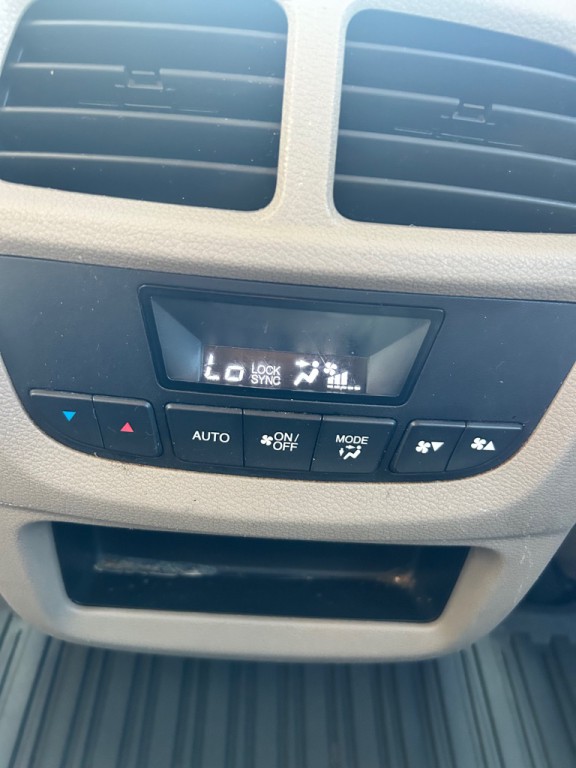 Lo LOCK
SYNC
AUTO ON/
OFF MODE